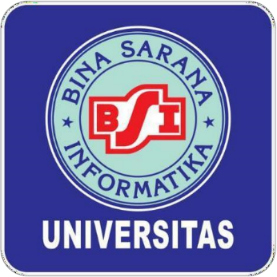 BINA SARANA
BSI
INFORMATIKA
UNIVERSITAS